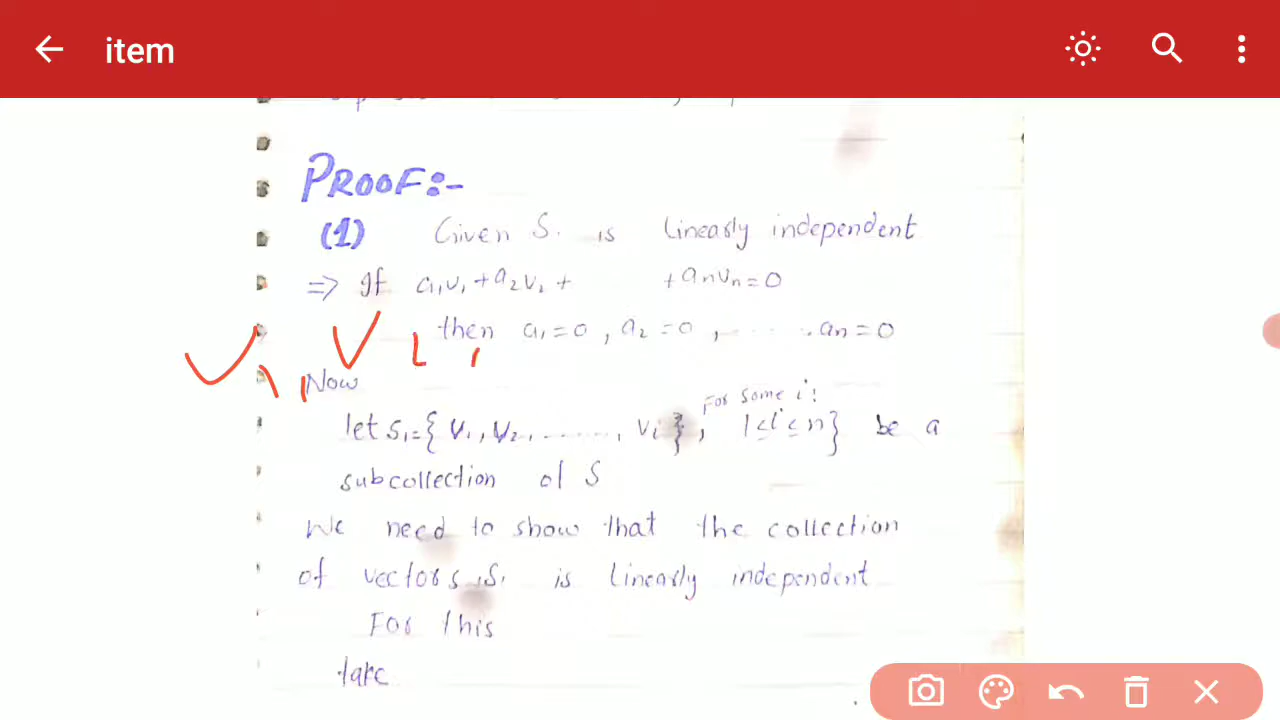 item
PROOF:-
(1) Given S. is Linearly independent
=> If a₁v₁+a₂v₂+ +anvn=0
then a₁=0, a₂=0, ....... an=0
V₁, V₂,
Now
For some i:
let S₁={ V₁, V₂, ......., Vi }, 1≤i≤n} be a
subcollection of S
We need to show that the collection
of vectors S₁ is Linearly independent
For this
take